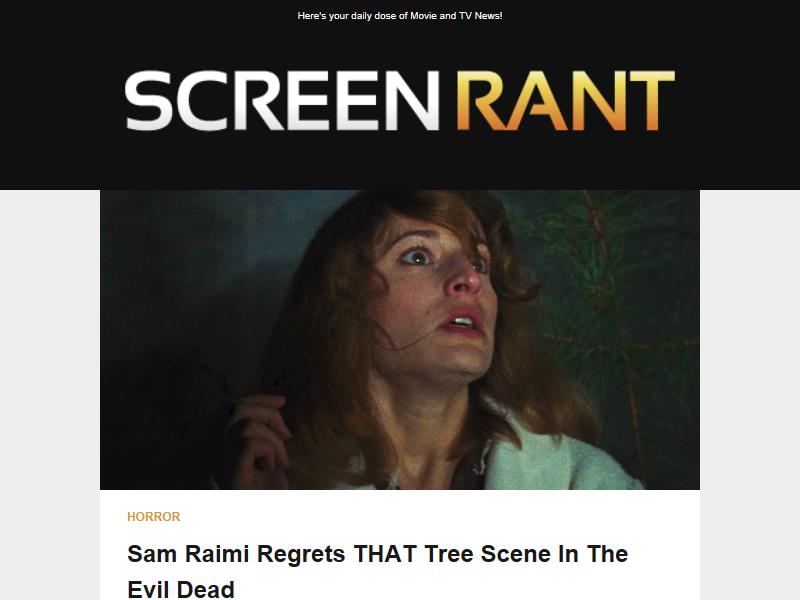 Here's your daily dose of Movie and TV News!
SCREEN RANT
HORROR
Sam Raimi Regrets THAT Tree Scene In The
Evil Dead